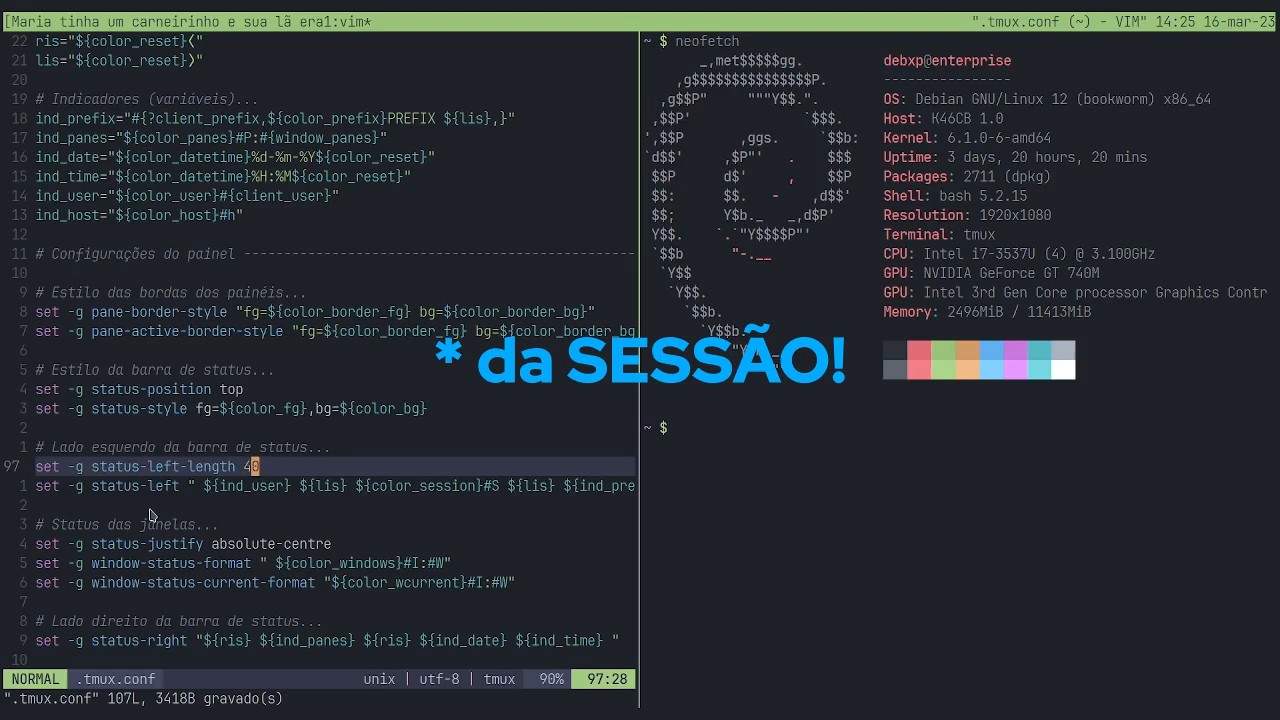 [Maria tinha um carneirinho e sua lã era1:vim* ".tmux.conf (~) - VIM" 14:25 16-mar-23
22 ris="${color_reset}⟨"
21 lis="${color_reset}⟩"
20
19 # Indicadores (variáveis)...
18 ind_prefix="#{?client_prefix,${color_prefix}PREFIX ${lis},}"
17 ind_panes="${color_panes}#P:#{window_panes}"
16 ind_date="${color_datetime}%d-%m-%Y${color_reset}"
15 ind_time="${color_datetime}%H:%M${color_reset}"
14 ind_user="${color_user}#{client_user}"
13 ind_host="${color_host}#h"
12
11 # Configurações do painel -------------------------------------------------
10
9 # Estilo das bordas dos painéis...
8 set -g pane-border-style "fg=${color_border_fg} bg=${color_border_bg}"
7 set -g pane-active-border-style "fg=${color_border_fg} bg=${color_border_bg
6
5 # Estilo da barra de status...
4 set -g status-position top
3 set -g status-style fg=${color_fg},bg=${color_bg}
2
1 # Lado esquerdo da barra de status...
97 set -g status-left-length 40
1 set -g status-left " ${ind_user} ${lis} ${color_session}#S ${lis} ${ind_pre
2
3 # Status das janelas...
4 set -g status-justify absolute-centre
5 set -g window-status-format " ${color_windows}#I:#W"
6 set -g window-status-current-format "${color_wcurrent}#I:#W"
7
8 # Lado direito da barra de status...
9 set -g status-right "${ris} ${ind_panes} ${ris} ${ind_date} ${ind_time} "
10
NORMAL .tmux.conf unix | utf-8 | tmux 90% 97:28
".tmux.conf" 107L, 3418B gravado(s)
* da SESSÃO!
~ $ neofetch
_,met$$$$$gg.
,g$$$$$$$$$$$$$$$P.
,g$$P" """Y$$.".
,$$P' `$$$.
',$$P ,ggs. `$$b:
`d$$' ,$P"' . $$$
$$P d$' , $$P
$$: $$. - ,d$$'
$$; Y$b._ _,d$P'
Y$$. `.`"Y$$$$P"'
`$$b "-.__
`Y$$
`Y$$.
`$$b.
`Y$$b.
debxp@enterprise
----------------
OS: Debian GNU/Linux 12 (bookworm) x86_64
Host: K46CB 1.0
Kernel: 6.1.0-6-amd64
Uptime: 3 days, 20 hours, 20 mins
Packages: 2711 (dpkg)
Shell: bash 5.2.15
Resolution: 1920x1080
Terminal: tmux
CPU: Intel i7-3537U (4) @ 3.100GHz
GPU: NVIDIA GeForce GT 740M
GPU: Intel 3rd Gen Core processor Graphics Contr
Memory: 2496MiB / 11413MiB
~ $